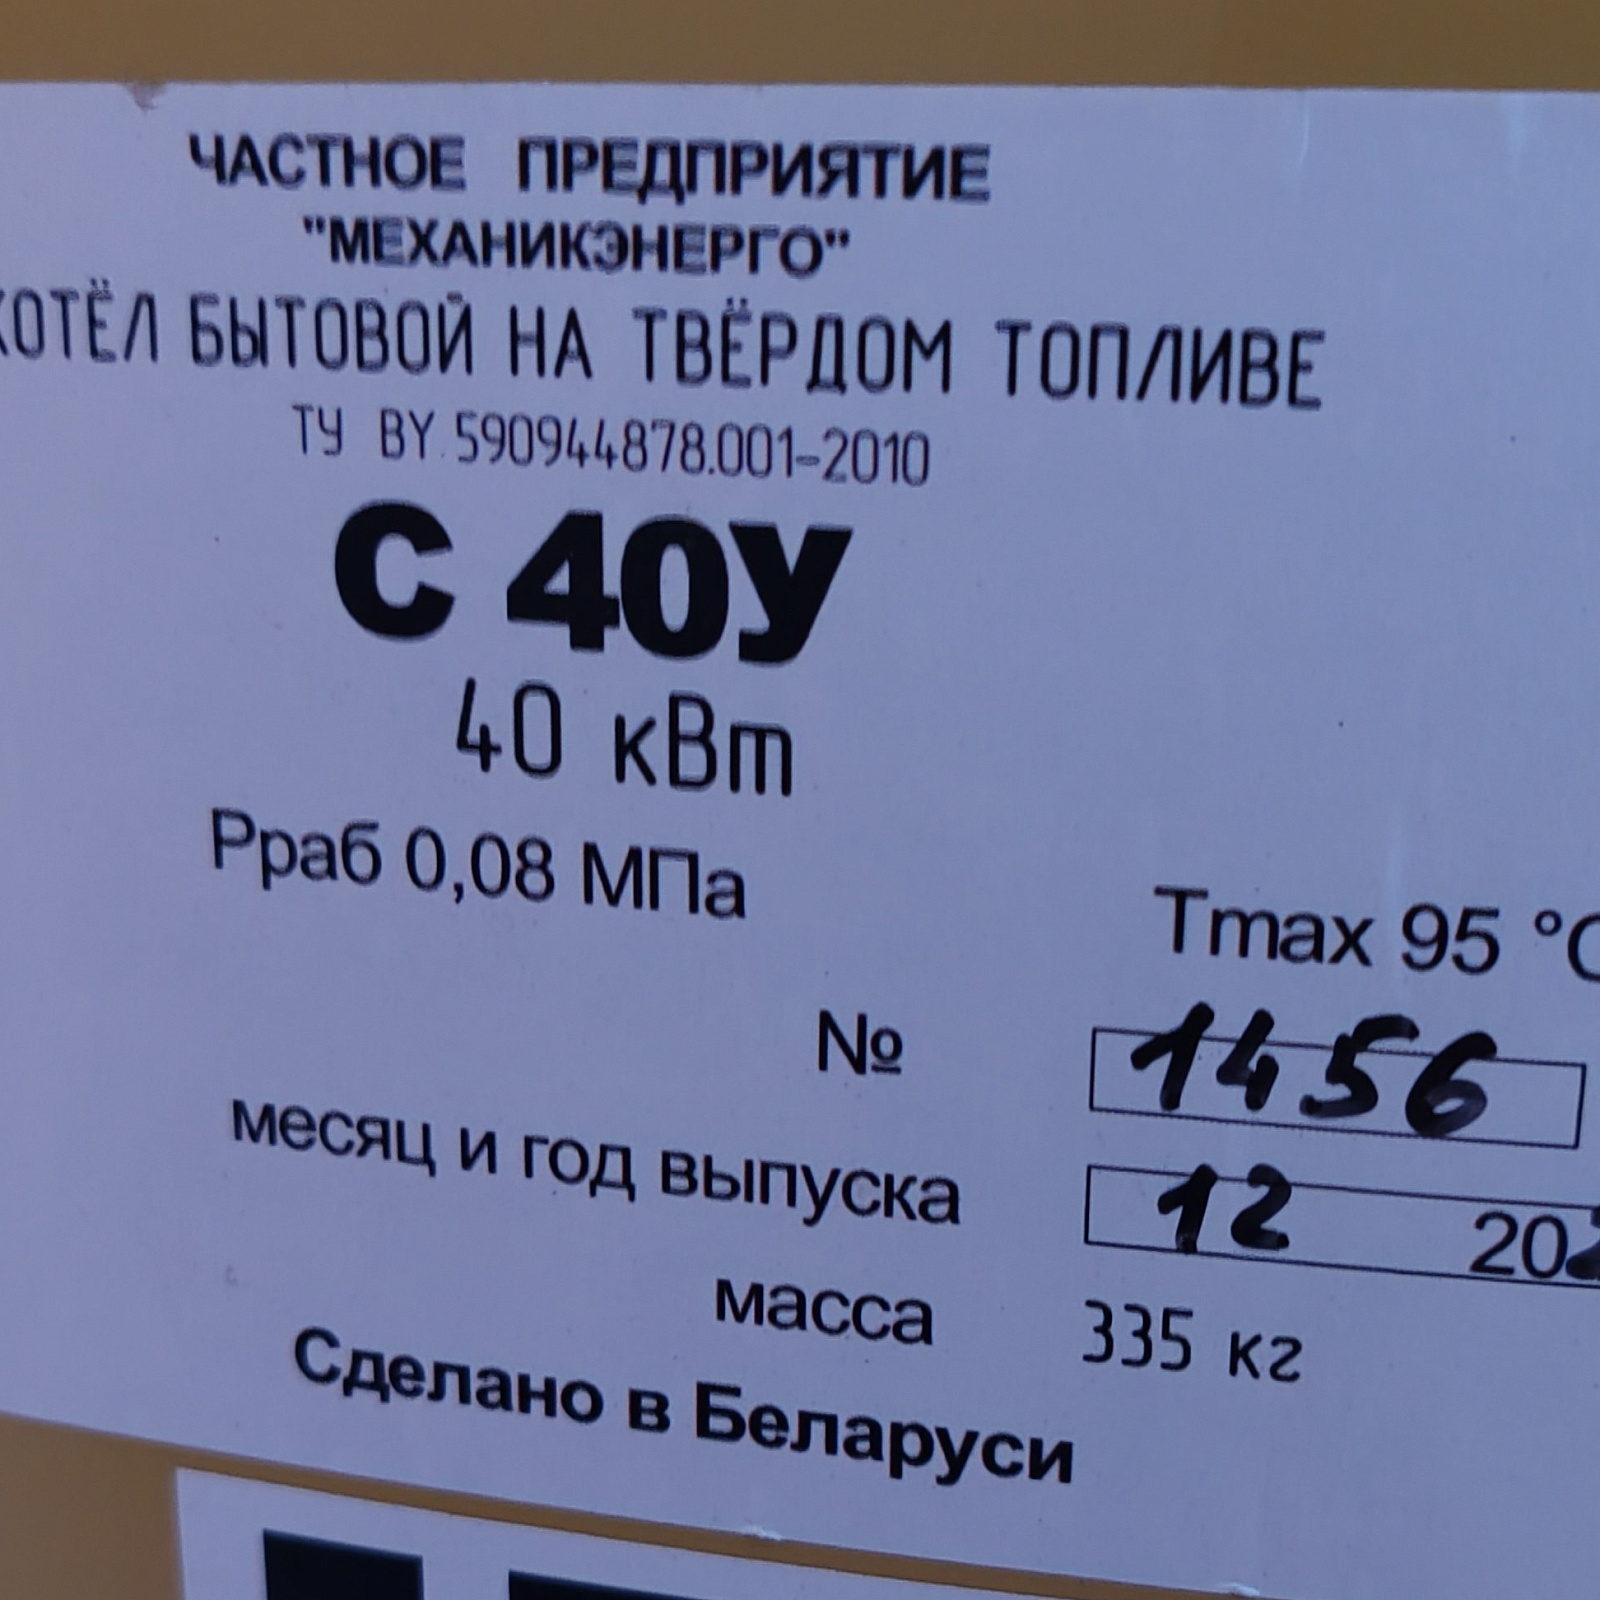 ЧАСТНОЕ ПРЕДПРИЯТИЕ
"МЕХАНИКЭНЕРГО"
КОТЁЛ БЫТОВОЙ НА ТВЁРДОМ ТОПЛИВЕ
ТУ BY 590944878.001-2010
С 40У
40 кВт
Рраб 0,08 МПа Tmax 95 °C
№ 1456
месяц и год выпуска 12 202
масса 335 кг
Сделано в Беларуси